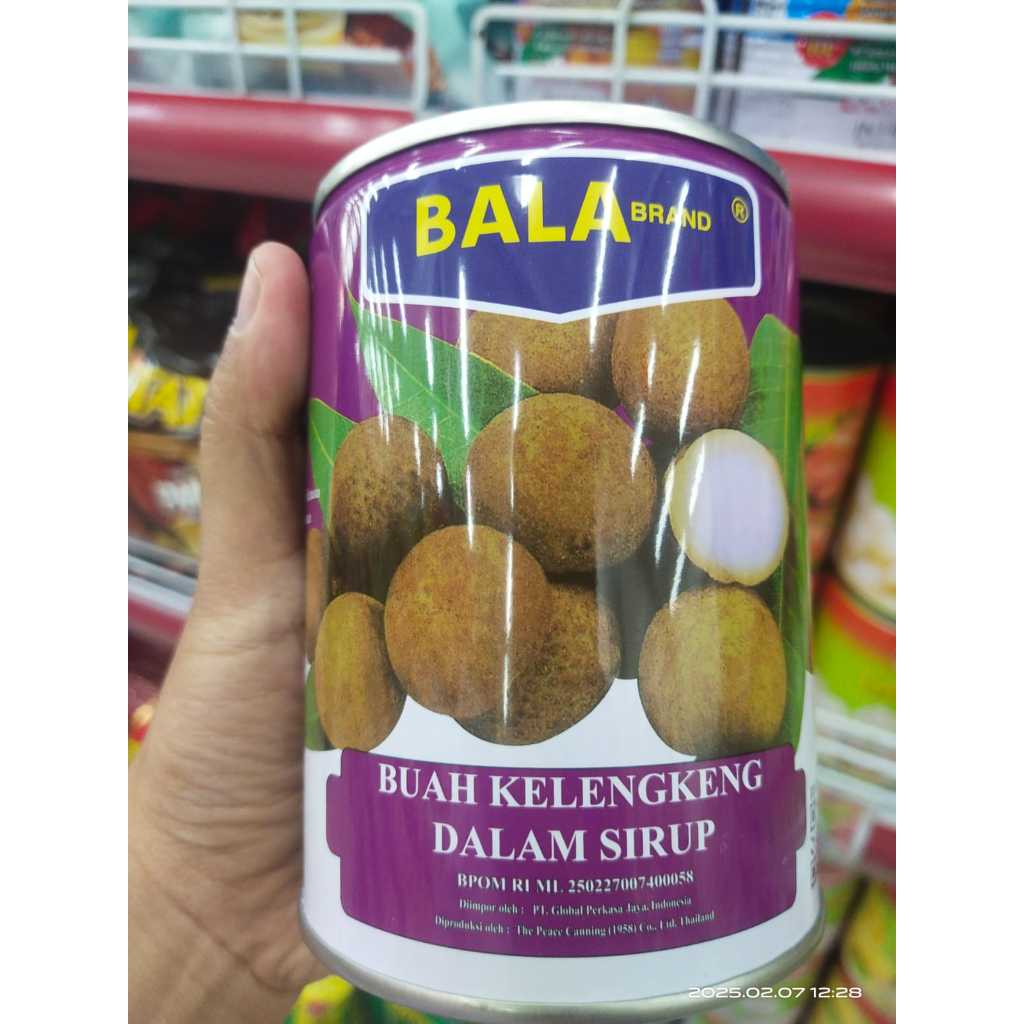 BALA BRAND ®
BUAH KELENGKENG
DALAM SIRUP
BPOM RI ML 250227007400058
Diimpor oleh : PT. Global Perkasa Jaya, Indonesia
Diproduksi oleh : The Peace Canning (1958) Co., Ltd. Thailand
2025.02.07 12:28